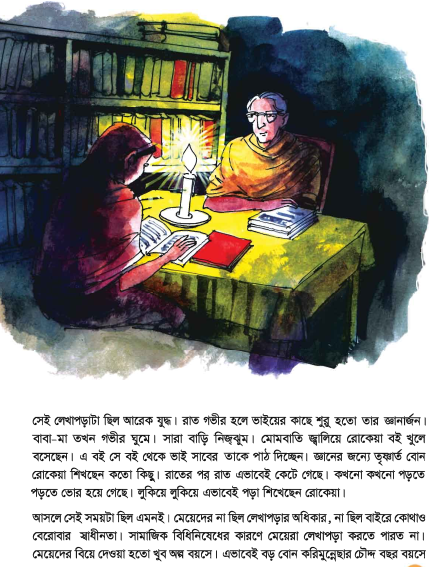 সেই লেখাপড়াটা ছিল আরেক যুদ্ধ। রাত গভীর হলে ভাইয়ের কাছে শুরু হতো তার জ্ঞানার্জন।
বাবা-মা তখন গভীর ঘুমে। সারা বাড়ি নিজঝুম। মোমবাতি জ্বালিয়ে রোকেয়া বই খুলে
বসেছেন। এ বই সে বই থেকে ভাই সাবের তাকে পাঠ দিচ্ছেন। জ্ঞানের জন্যে তৃষ্ণার্ত বোন
রোকেয়া শিখছেন কতো কিছু। রাতের পর রাত এভাবেই কেটে গেছে। কখনো কখনো পড়তে
পড়তে ভোর হয়ে গেছে। লুকিয়ে লুকিয়ে এভাবেই পড়া শিখেছেন রোকেয়া।
আসলে সেই সময়টা ছিল এমনই। মেয়েদের না ছিল লেখাপড়ার অধিকার, না ছিল বাইরে কোথাও
বেরোবার স্বাধীনতা। সামাজিক বিধিনিষেধের কারণে মেয়েরা লেখাপড়া করতে পারত না।
মেয়েদের বিয়ে দেওয়া হতো খুব অল্প বয়সে। এভাবেই বড় বোন করিমুন্নেছার চৌদ্দ বছর বয়সে